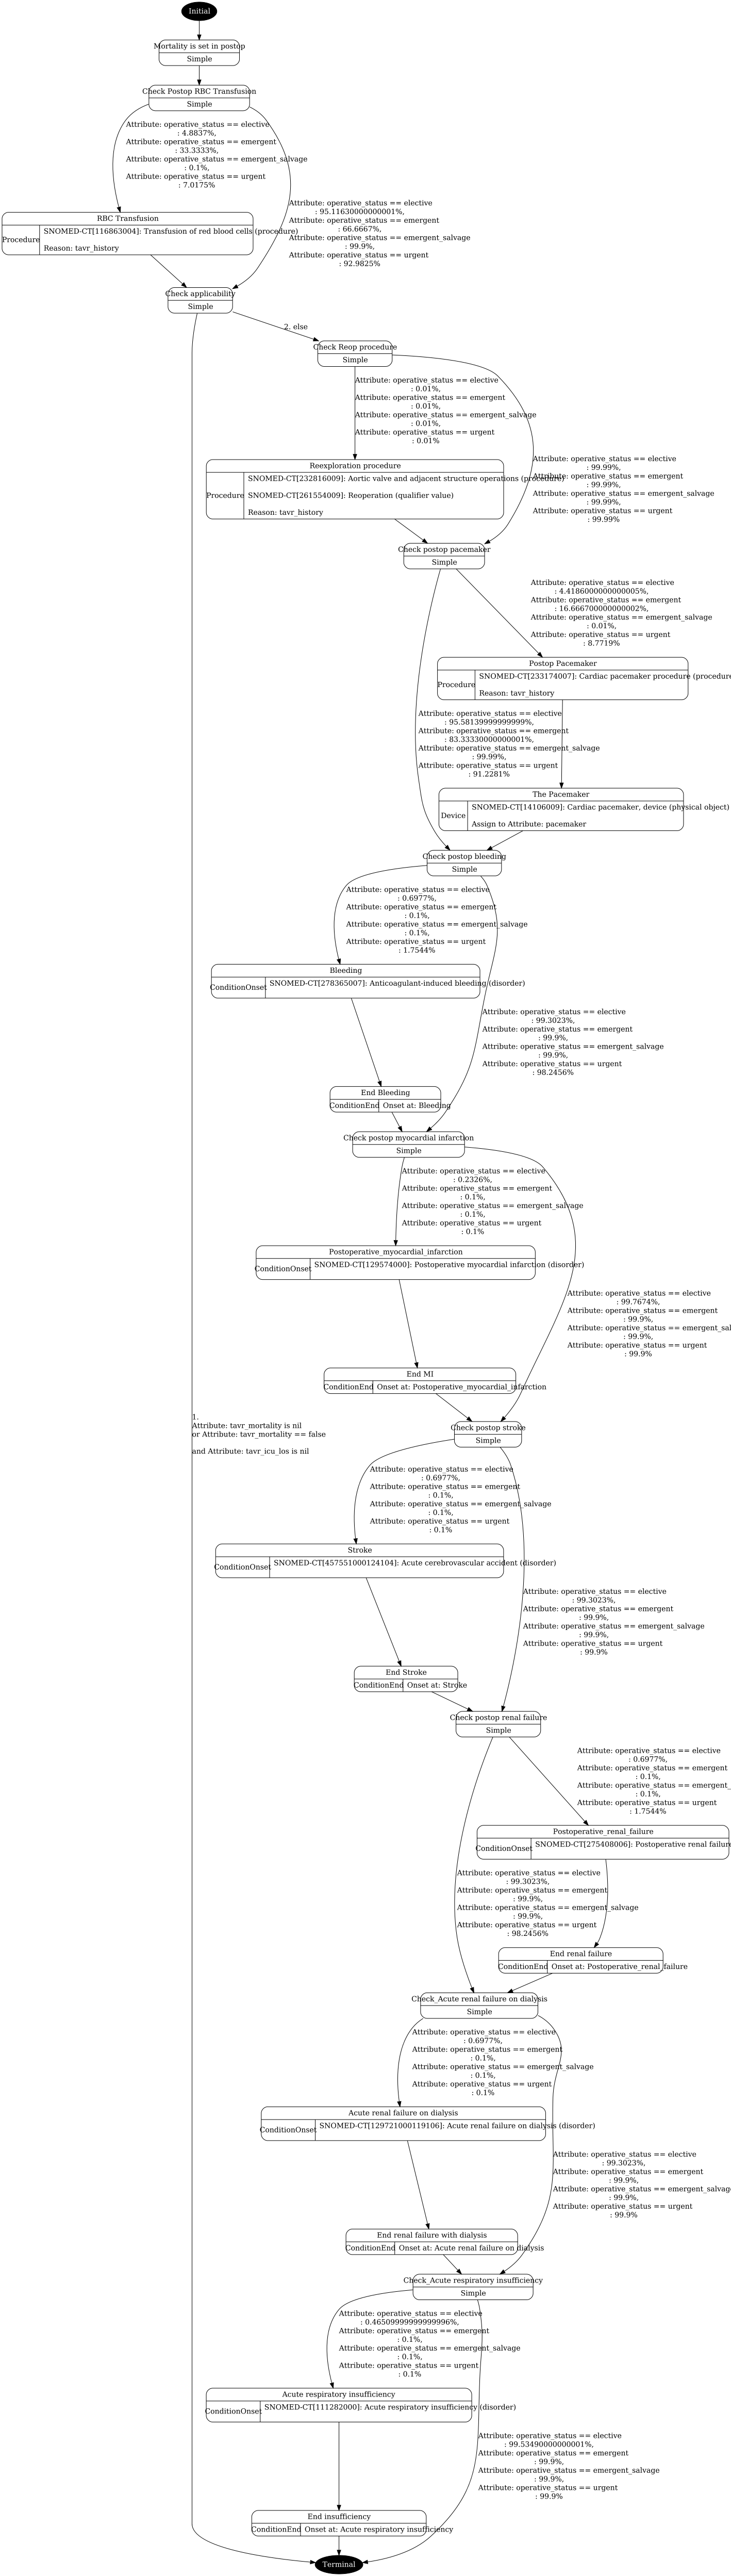 Initial
Mortality is set in postop
Simple
Check Postop RBC Transfusion
Simple
Attribute: operative_status == elective
: 4.8837%,
Attribute: operative_status == emergent
: 33.3333%,
Attribute: operative_status == emergent_salvage
: 0.1%,
Attribute: operative_status == urgent
: 7.0175%
Attribute: operative_status == elective
: 95.11630000000001%,
Attribute: operative_status == emergent
: 66.6667%,
Attribute: operative_status == emergent_salvage
: 99.9%,
Attribute: operative_status == urgent
: 92.9825%
RBC Transfusion
Procedure
SNOMED-CT[116863004]: Transfusion of red blood cells (procedure)
Reason: tavr_history
Check applicability
Simple
2. else
Check Reop procedure
Simple
Attribute: operative_status == elective
: 0.01%,
Attribute: operative_status == emergent
: 0.01%,
Attribute: operative_status == emergent_salvage
: 0.01%,
Attribute: operative_status == urgent
: 0.01%
Attribute: operative_status == elective
: 99.99%,
Attribute: operative_status == emergent
: 99.99%,
Attribute: operative_status == emergent_salvage
: 99.99%,
Attribute: operative_status == urgent
: 99.99%
Reexploration procedure
Procedure
SNOMED-CT[232816009]: Aortic valve and adjacent structure operations (procedure)
SNOMED-CT[261554009]: Reoperation (qualifier value)
Reason: tavr_history
Check postop pacemaker
Simple
Attribute: operative_status == elective
: 4.4186000000000005%,
Attribute: operative_status == emergent
: 16.666700000000002%,
Attribute: operative_status == emergent_salvage
: 0.01%,
Attribute: operative_status == urgent
: 8.7719%
Postop Pacemaker
Procedure
SNOMED-CT[233174007]: Cardiac pacemaker procedure (procedure
Reason: tavr_history
Attribute: operative_status == elective
: 95.58139999999999%,
Attribute: operative_status == emergent
: 83.33330000000001%,
Attribute: operative_status == emergent_salvage
: 99.99%,
Attribute: operative_status == urgent
: 91.2281%
The Pacemaker
Device
SNOMED-CT[14106009]: Cardiac pacemaker, device (physical object)
Assign to Attribute: pacemaker
Check postop bleeding
Simple
Attribute: operative_status == elective
: 0.6977%,
Attribute: operative_status == emergent
: 0.1%,
Attribute: operative_status == emergent_salvage
: 0.1%,
Attribute: operative_status == urgent
: 1.7544%
Bleeding
ConditionOnset
SNOMED-CT[278365007]: Anticoagulant-induced bleeding (disorder)
Attribute: operative_status == elective
: 99.3023%,
Attribute: operative_status == emergent
: 99.9%,
Attribute: operative_status == emergent_salvage
: 99.9%,
Attribute: operative_status == urgent
: 98.2456%
End Bleeding
ConditionEnd
Onset at: Bleeding
Check postop myocardial infarction
Simple
Attribute: operative_status == elective
: 0.2326%,
Attribute: operative_status == emergent
: 0.1%,
Attribute: operative_status == emergent_salvage
: 0.1%,
Attribute: operative_status == urgent
: 0.1%
Postoperative_myocardial_infarction
ConditionOnset
SNOMED-CT[129574000]: Postoperative myocardial infarction (disorder)
Attribute: operative_status == elective
: 99.7674%,
Attribute: operative_status == emergent
: 99.9%,
Attribute: operative_status == emergent_sal
: 99.9%,
Attribute: operative_status == urgent
: 99.9%
End MI
ConditionEnd
Onset at: Postoperative_myocardial_infarction
1.
Attribute: tavr_mortality is nil
or Attribute: tavr_mortality == false
and Attribute: tavr_icu_los is nil
Check postop stroke
Simple
Attribute: operative_status == elective
: 0.6977%,
Attribute: operative_status == emergent
: 0.1%,
Attribute: operative_status == emergent_salvage
: 0.1%,
Attribute: operative_status == urgent
: 0.1%
Stroke
ConditionOnset
SNOMED-CT[457551000124104]: Acute cerebrovascular accident (disorder)
Attribute: operative_status == elective
: 99.3023%,
Attribute: operative_status == emergent
: 99.9%,
Attribute: operative_status == emergent_salvage
: 99.9%,
Attribute: operative_status == urgent
: 99.9%
End Stroke
ConditionEnd
Onset at: Stroke
Check postop renal failure
Simple
Attribute: operative_status == elective
: 0.6977%,
Attribute: operative_status == emergent
: 0.1%,
Attribute: operative_status == emergent_
: 0.1%,
Attribute: operative_status == urgent
: 1.7544%
Postoperative_renal_failure
ConditionOnset
SNOMED-CT[275408006]: Postoperative renal failure
Attribute: operative_status == elective
: 99.3023%,
Attribute: operative_status == emergent
: 99.9%,
Attribute: operative_status == emergent_salvage
: 99.9%,
Attribute: operative_status == urgent
: 98.2456%
End renal failure
ConditionEnd
Onset at: Postoperative_renal_failure
Check_Acute renal failure on dialysis
Simple
Attribute: operative_status == elective
: 0.6977%,
Attribute: operative_status == emergent
: 0.1%,
Attribute: operative_status == emergent_salvage
: 0.1%,
Attribute: operative_status == urgent
: 0.1%
Acute renal failure on dialysis
ConditionOnset
SNOMED-CT[129721000119106]: Acute renal failure on dialysis (disorder)
Attribute: operative_status == elective
: 99.3023%,
Attribute: operative_status == emergent
: 99.9%,
Attribute: operative_status == emergent_salvage
: 99.9%,
Attribute: operative_status == urgent
: 99.9%
End renal failure with dialysis
ConditionEnd
Onset at: Acute renal failure on dialysis
Check_Acute respiratory insufficiency
Simple
Attribute: operative_status == elective
: 0.46509999999999996%,
Attribute: operative_status == emergent
: 0.1%,
Attribute: operative_status == emergent_salvage
: 0.1%,
Attribute: operative_status == urgent
: 0.1%
Acute respiratory insufficiency
ConditionOnset
SNOMED-CT[111282000]: Acute respiratory insufficiency (disorder)
Attribute: operative_status == elective
: 99.53490000000001%,
Attribute: operative_status == emergent
: 99.9%,
Attribute: operative_status == emergent_salvage
: 99.9%,
Attribute: operative_status == urgent
: 99.9%
End insufficiency
ConditionEnd
Onset at: Acute respiratory insufficiency
Terminal